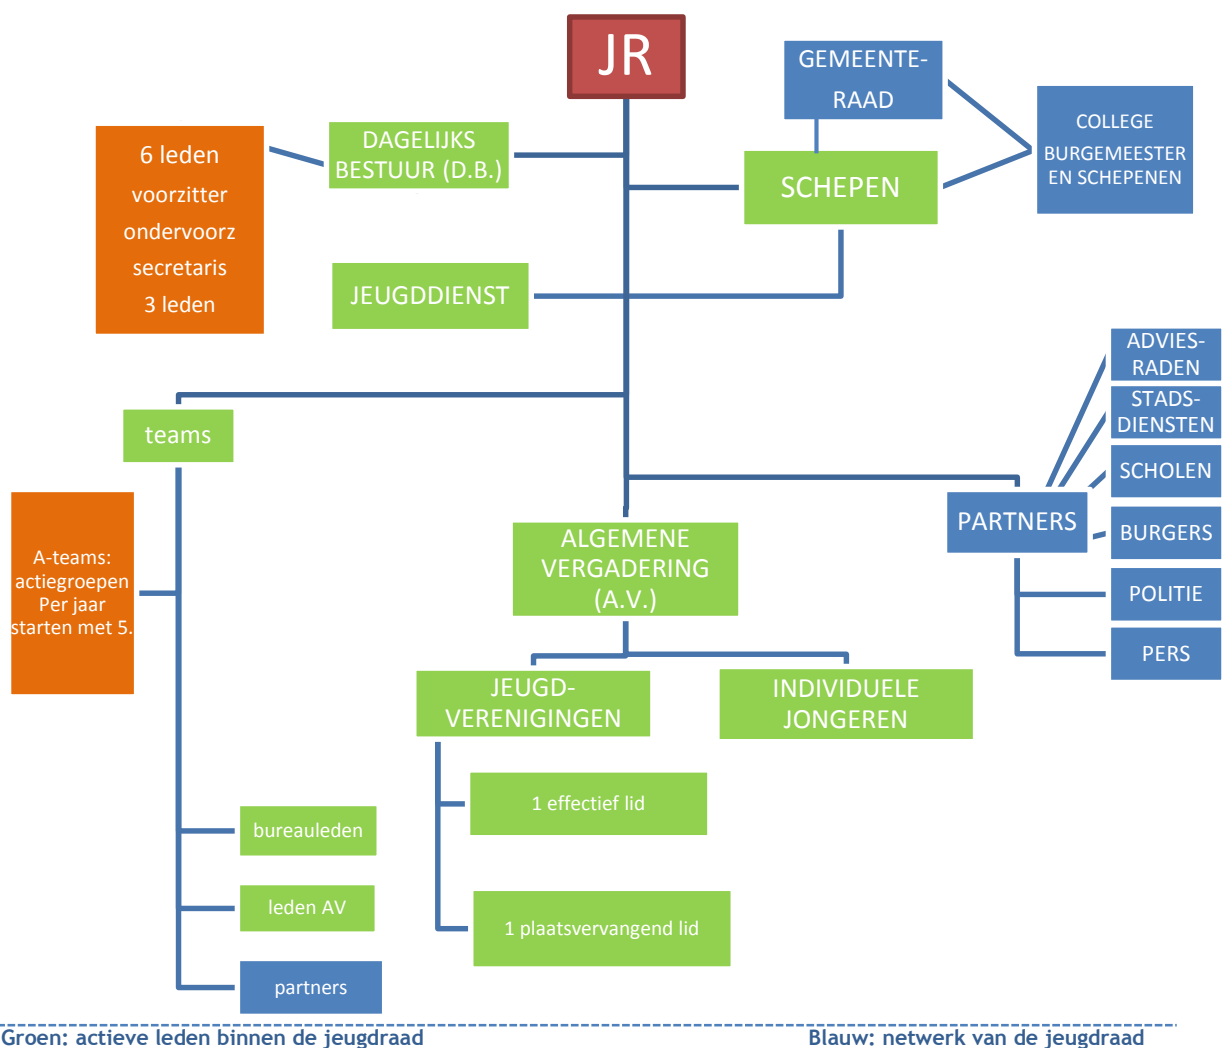 JR
GEMEENTE-
RAAD
COLLEGE
BURGEMEESTER
EN SCHEPENEN
DAGELIJKS
BESTUUR (D.B.)
6 leden
voorzitter
ondervoorz
secretaris
3 leden
SCHEPEN
JEUGDDIENST
ADVIES-
RADEN
STADS-
DIENSTEN
SCHOLEN
BURGERS
POLITIE
PERS
PARTNERS
teams
A-teams:
actiegroepen
Per jaar
starten met 5.
ALGEMENE
VERGADERING
(A.V.)
JEUGD-
VERENIGINGEN
INDIVIDUELE
JONGEREN
1 effectief lid
1 plaatsvervangend lid
bureauleden
leden AV
partners
Groen: actieve leden binnen de jeugdraad
Blauw: netwerk van de jeugdraad